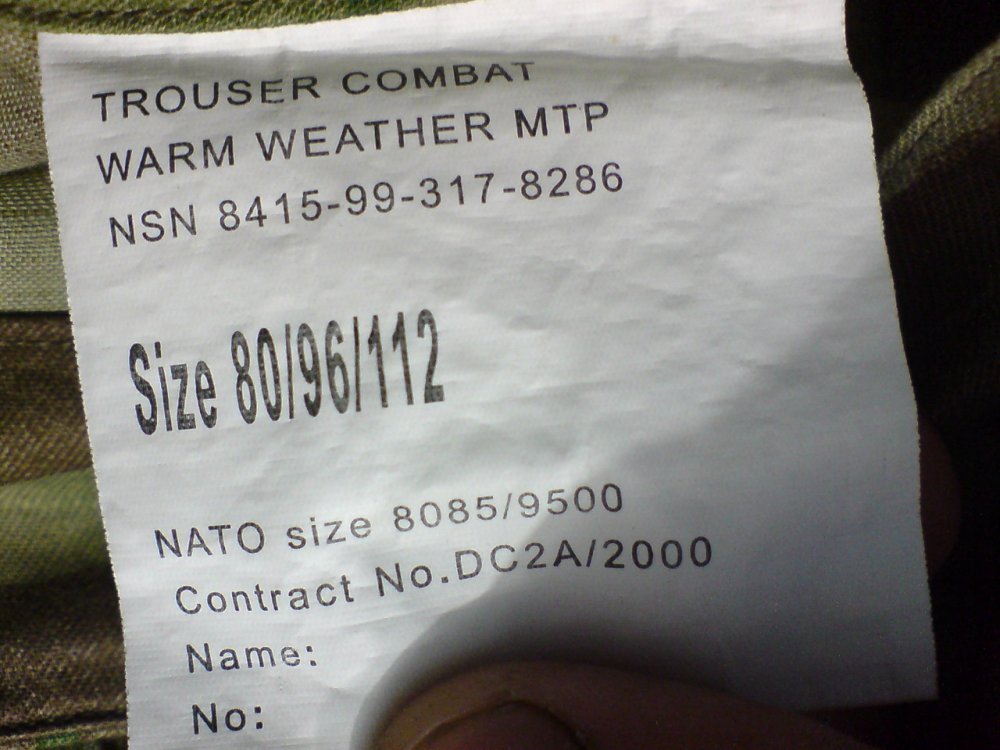 TROUSER COMBAT
WARM WEATHER MTP
NSN 8415-99-317-8286
Size 80/96/112
NATO size 8085/9500
Contract No.DC2A/2000
Name:
No: